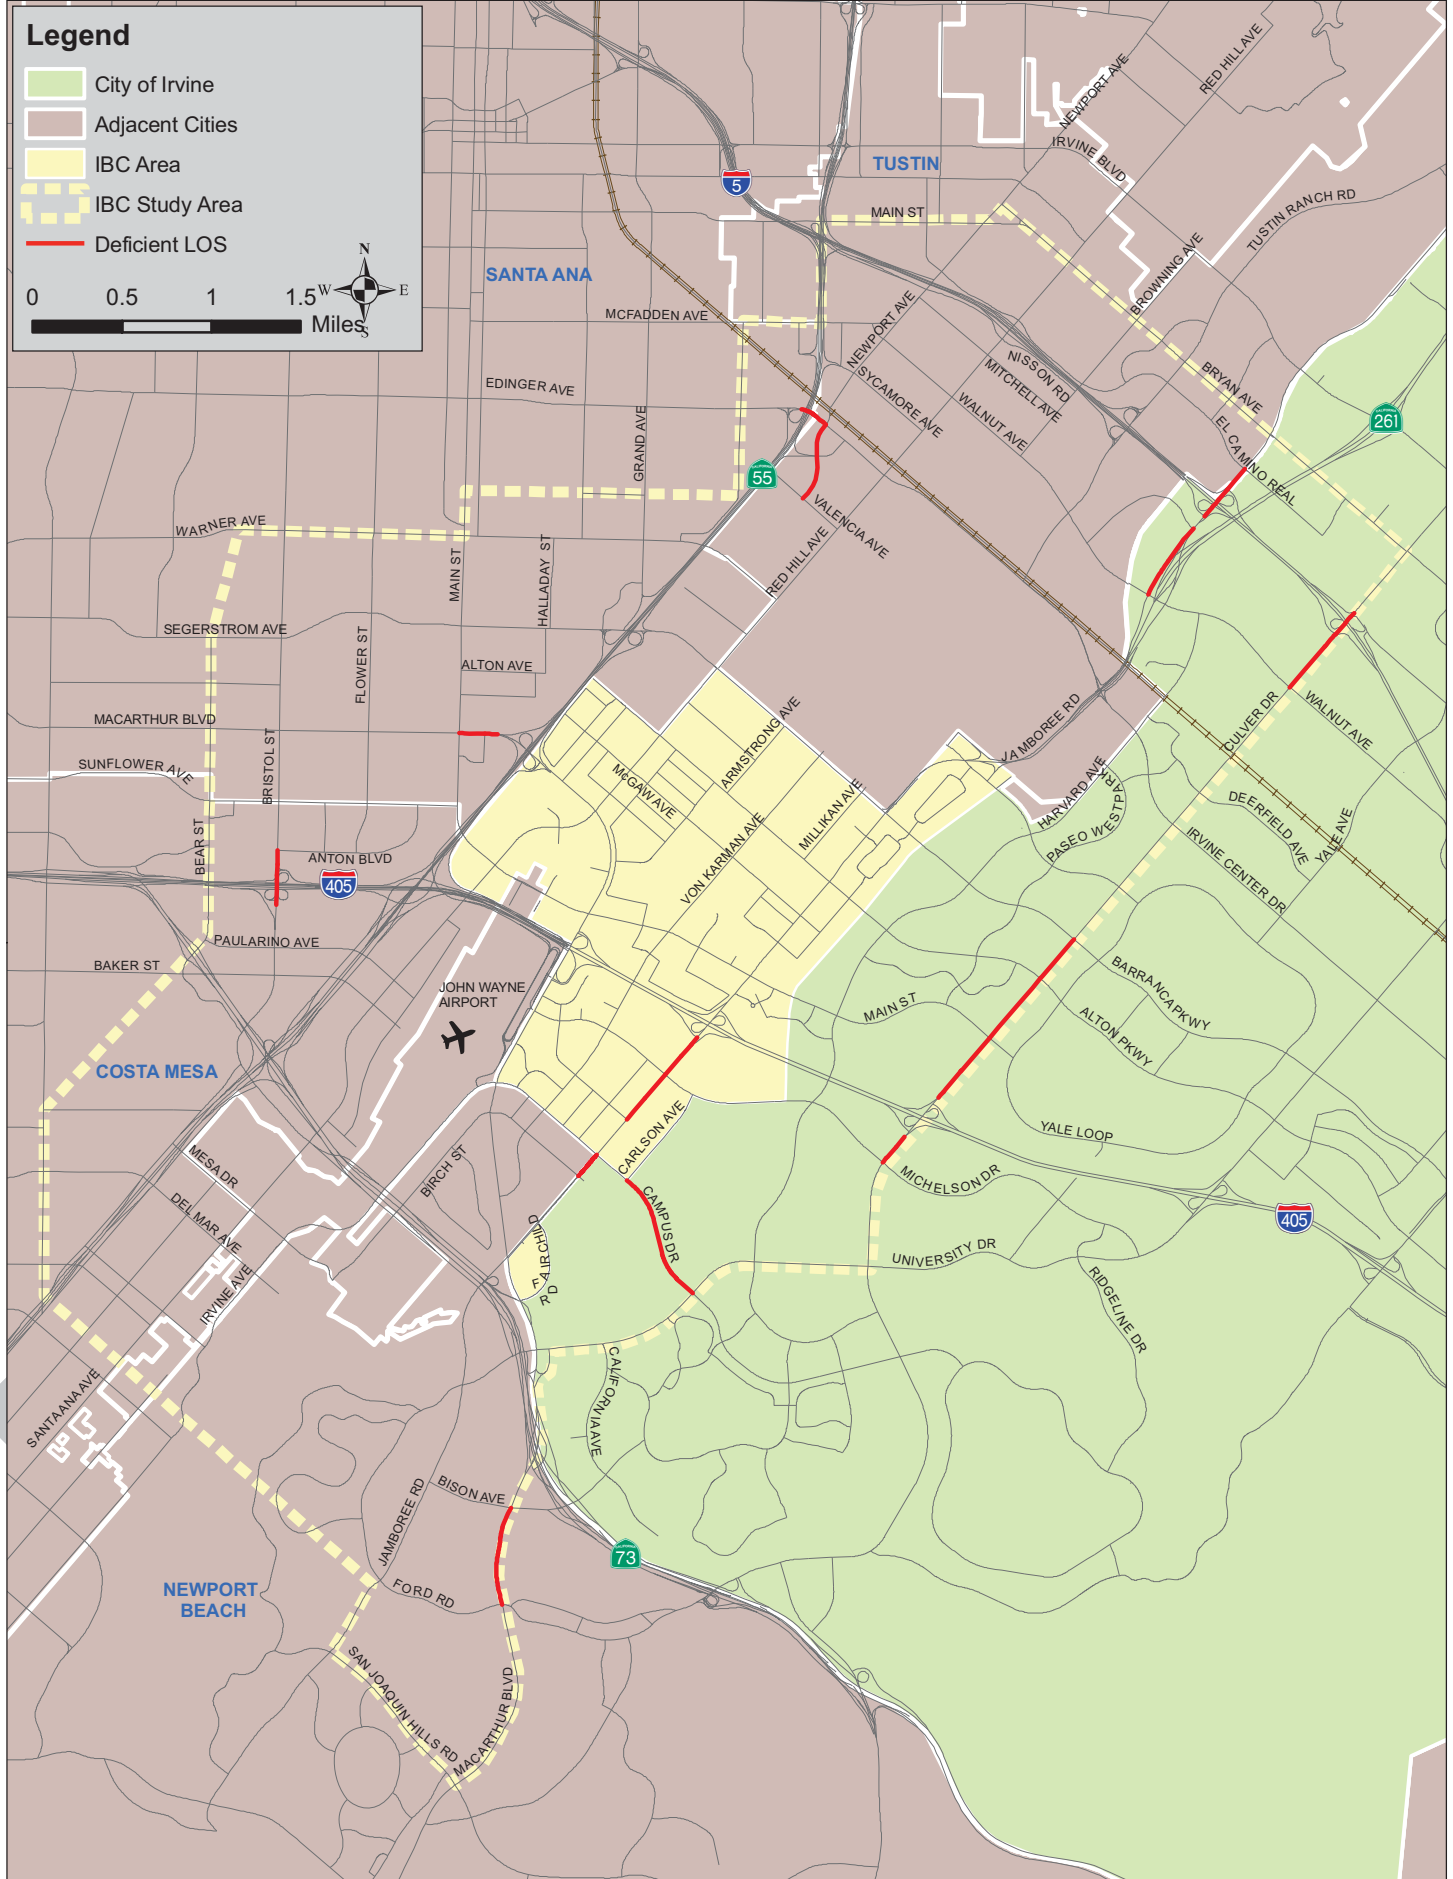 Legend
City of Irvine
Adjacent Cities
IBC Area
IBC Study Area
Deficient LOS
0 0.5 1 1.5
Miles
N
W E
S
RED HILL AVE
NEWPORT AVE
IRVINE BLVD
TUSTIN
5
TUSTIN RANCH RD
MAIN ST
BROWNING AVE
SANTA ANA
MCFADDEN AVE
NEWPORT AVE
NISSON RD
MITCHELL AVE
BRYAN AVE
EDINGER AVE
SYCAMORE AVE
WALNUT AVE
EL CAMINO REAL
261
GRAND AVE
55
VALENCIA AVE
WARNER AVE
RED HILL AVE
MAIN ST
HALLADAY ST
SEGERSTROM AVE
FLOWER ST
ALTON AVE
MACARTHUR BLVD
BRISTOL ST
SUNFLOWER AVE
ARMSTRONG AVE
JAMBOREE RD
CULVER DR
WALNUT AVE
McGAW AVE
MILLIKAN AVE
HARVARD AVE
PASEO WESTPARK
DEERFIELD AVE
YALE AVE
IRVINE CENTER DR
BEAR ST
ANTON BLVD
405
VON KARMAN AVE
PAULARINO AVE
BAKER ST
JOHN WAYNE
AIRPORT
MAIN ST
BARRANCA PKWY
ALTON PKWY
COSTA MESA
YALE LOOP
CARLSON AVE
MICHELSON DR
MESA DR
BIRCH ST
DEL MAR AVE
CAMPUS DR
405
FAIRCHILD
RD
UNIVERSITY DR
IRVINE AVE
RIDGELINE DR
SANTA ANA AVE
CALIFORNIA AVE
JAMBOREE RD
BISON AVE
73
NEWPORT
BEACH
FORD RD
SAN JOAQUIN HILLS RD
MACARTHUR BLVD